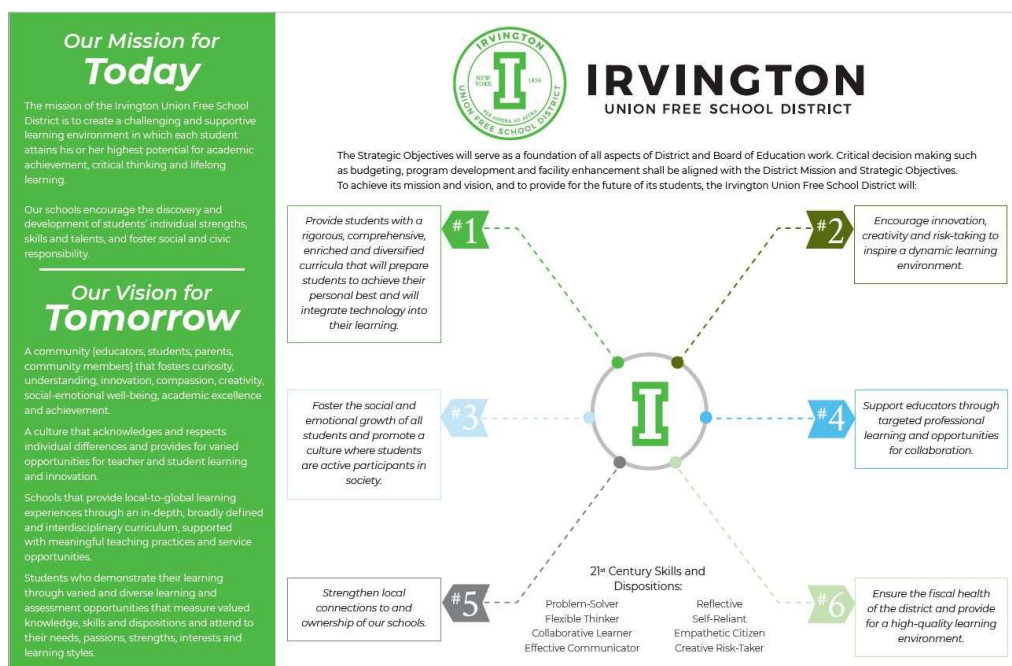 Our Mission for
Today
The mission of the Irvington Union Free School
District is to create a challenging and supportive
learning environment in which each student
attains his or her highest potential for academic
achievement, critical thinking and lifelong
learning.
Our schools encourage the discovery and
development of students' individual strengths,
skills and talents, and foster social and civic
responsibility.
Our Vision for
Tomorrow
A community (educators, students, parents,
community members) that fosters curiosity,
understanding, innovation, compassion, creativity,
social-emotional well-being, academic excellence
and achievement.
A culture that acknowledges and respects
individual differences and provides for varied
opportunities for teacher and student learning
and innovation.
Schools that provide local-to-global learning
experiences through an in-depth, broadly defined
and interdisciplinary curriculum, supported
with meaningful teaching practices and service
opportunities.
Students who demonstrate their learning
through varied and diverse learning and
assessment opportunities that measure valued
knowledge, skills and dispositions and attend to
their needs, passions, strengths, interests and
learning styles.
IRVINGTON
NEW
YORK
I
1856
PER ASPERA AD ASTRA
UNION FREE SCHOOL DISTRICT
IRVINGTON
UNION FREE SCHOOL DISTRICT
The Strategic Objectives will serve as a foundation of all aspects of District and Board of Education work. Critical decision making such
as budgeting, program development and facility enhancement shall be aligned with the District Mission and Strategic Objectives.
To achieve its mission and vision, and to provide for the future of its students, the Irvington Union Free School District will:
Provide students with a
rigorous, comprehensive,
enriched and diversified
curricula that will prepare
students to achieve their
personal best and will
integrate technology into
their learning.
#1
#2
Encourage innovation,
creativity and risk-taking to
inspire a dynamic learning
environment.
Foster the social and
emotional growth of all
students and promote a
culture where students
are active participants in
society.
#3
I
#4
Support educators through
targeted professional
learning and opportunities
for collaboration.
Strengthen local
connections to and
ownership of our schools.
#5
21st Century Skills and
Dispositions:
Problem-Solver
Flexible Thinker
Collaborative Learner
Effective Communicator
Reflective
Self-Reliant
Empathetic Citizen
Creative Risk-Taker
#6
Ensure the fiscal health
of the district and provide
for a high-quality learning
environment.